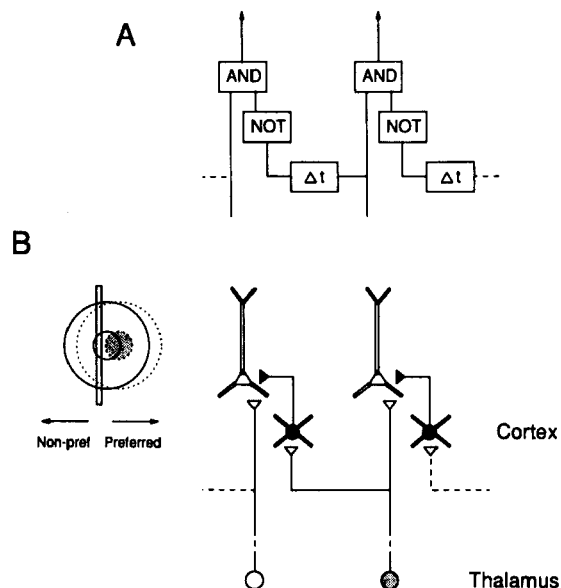 A
AND AND
NOT NOT
Δt Δt
B
Non-pref Preferred
Cortex
Thalamus